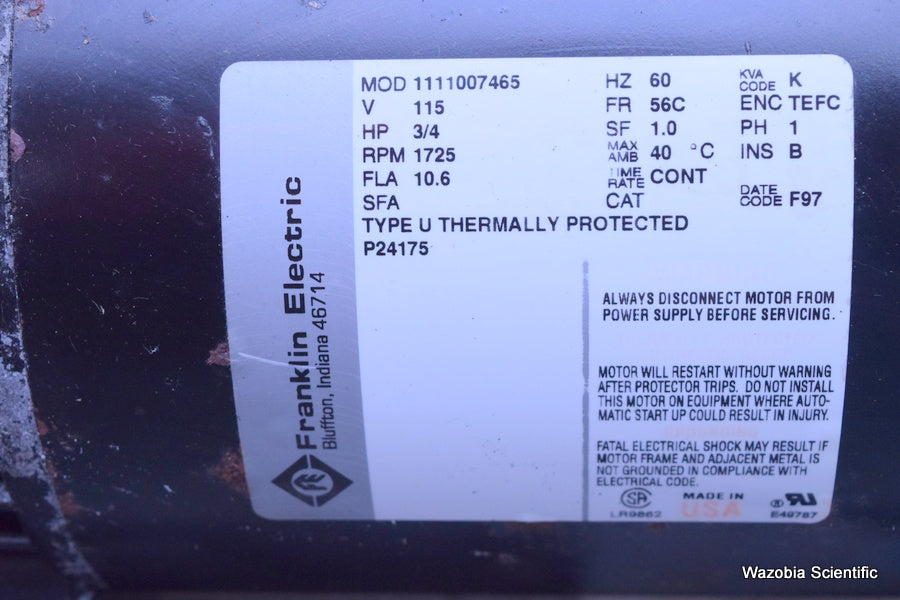 MOD 1111007465 HZ 60 KVA CODE K
V 115 FR 56C ENC TEFC
HP 3/4 SF 1.0 PH 1
RPM 1725 MAX AMB 40 °C INS B
FLA 10.6 TIME RATE CONT
SFA CAT DATE CODE F97
TYPE U THERMALLY PROTECTED
P24175
Franklin Electric
Bluffton, Indiana 46714
ALWAYS DISCONNECT MOTOR FROM
POWER SUPPLY BEFORE SERVICING.
MOTOR WILL RESTART WITHOUT WARNING
AFTER PROTECTOR TRIPS. DO NOT INSTALL
THIS MOTOR ON EQUIPMENT WHERE AUTO-
MATIC START UP COULD RESULT IN INJURY.
FATAL ELECTRICAL SHOCK MAY RESULT IF
MOTOR FRAME AND ADJACENT METAL IS
NOT GROUNDED IN COMPLIANCE WITH
ELECTRICAL CODE.
SA MADE IN ®
LR9862 USA E49787
Wazobia Scientific